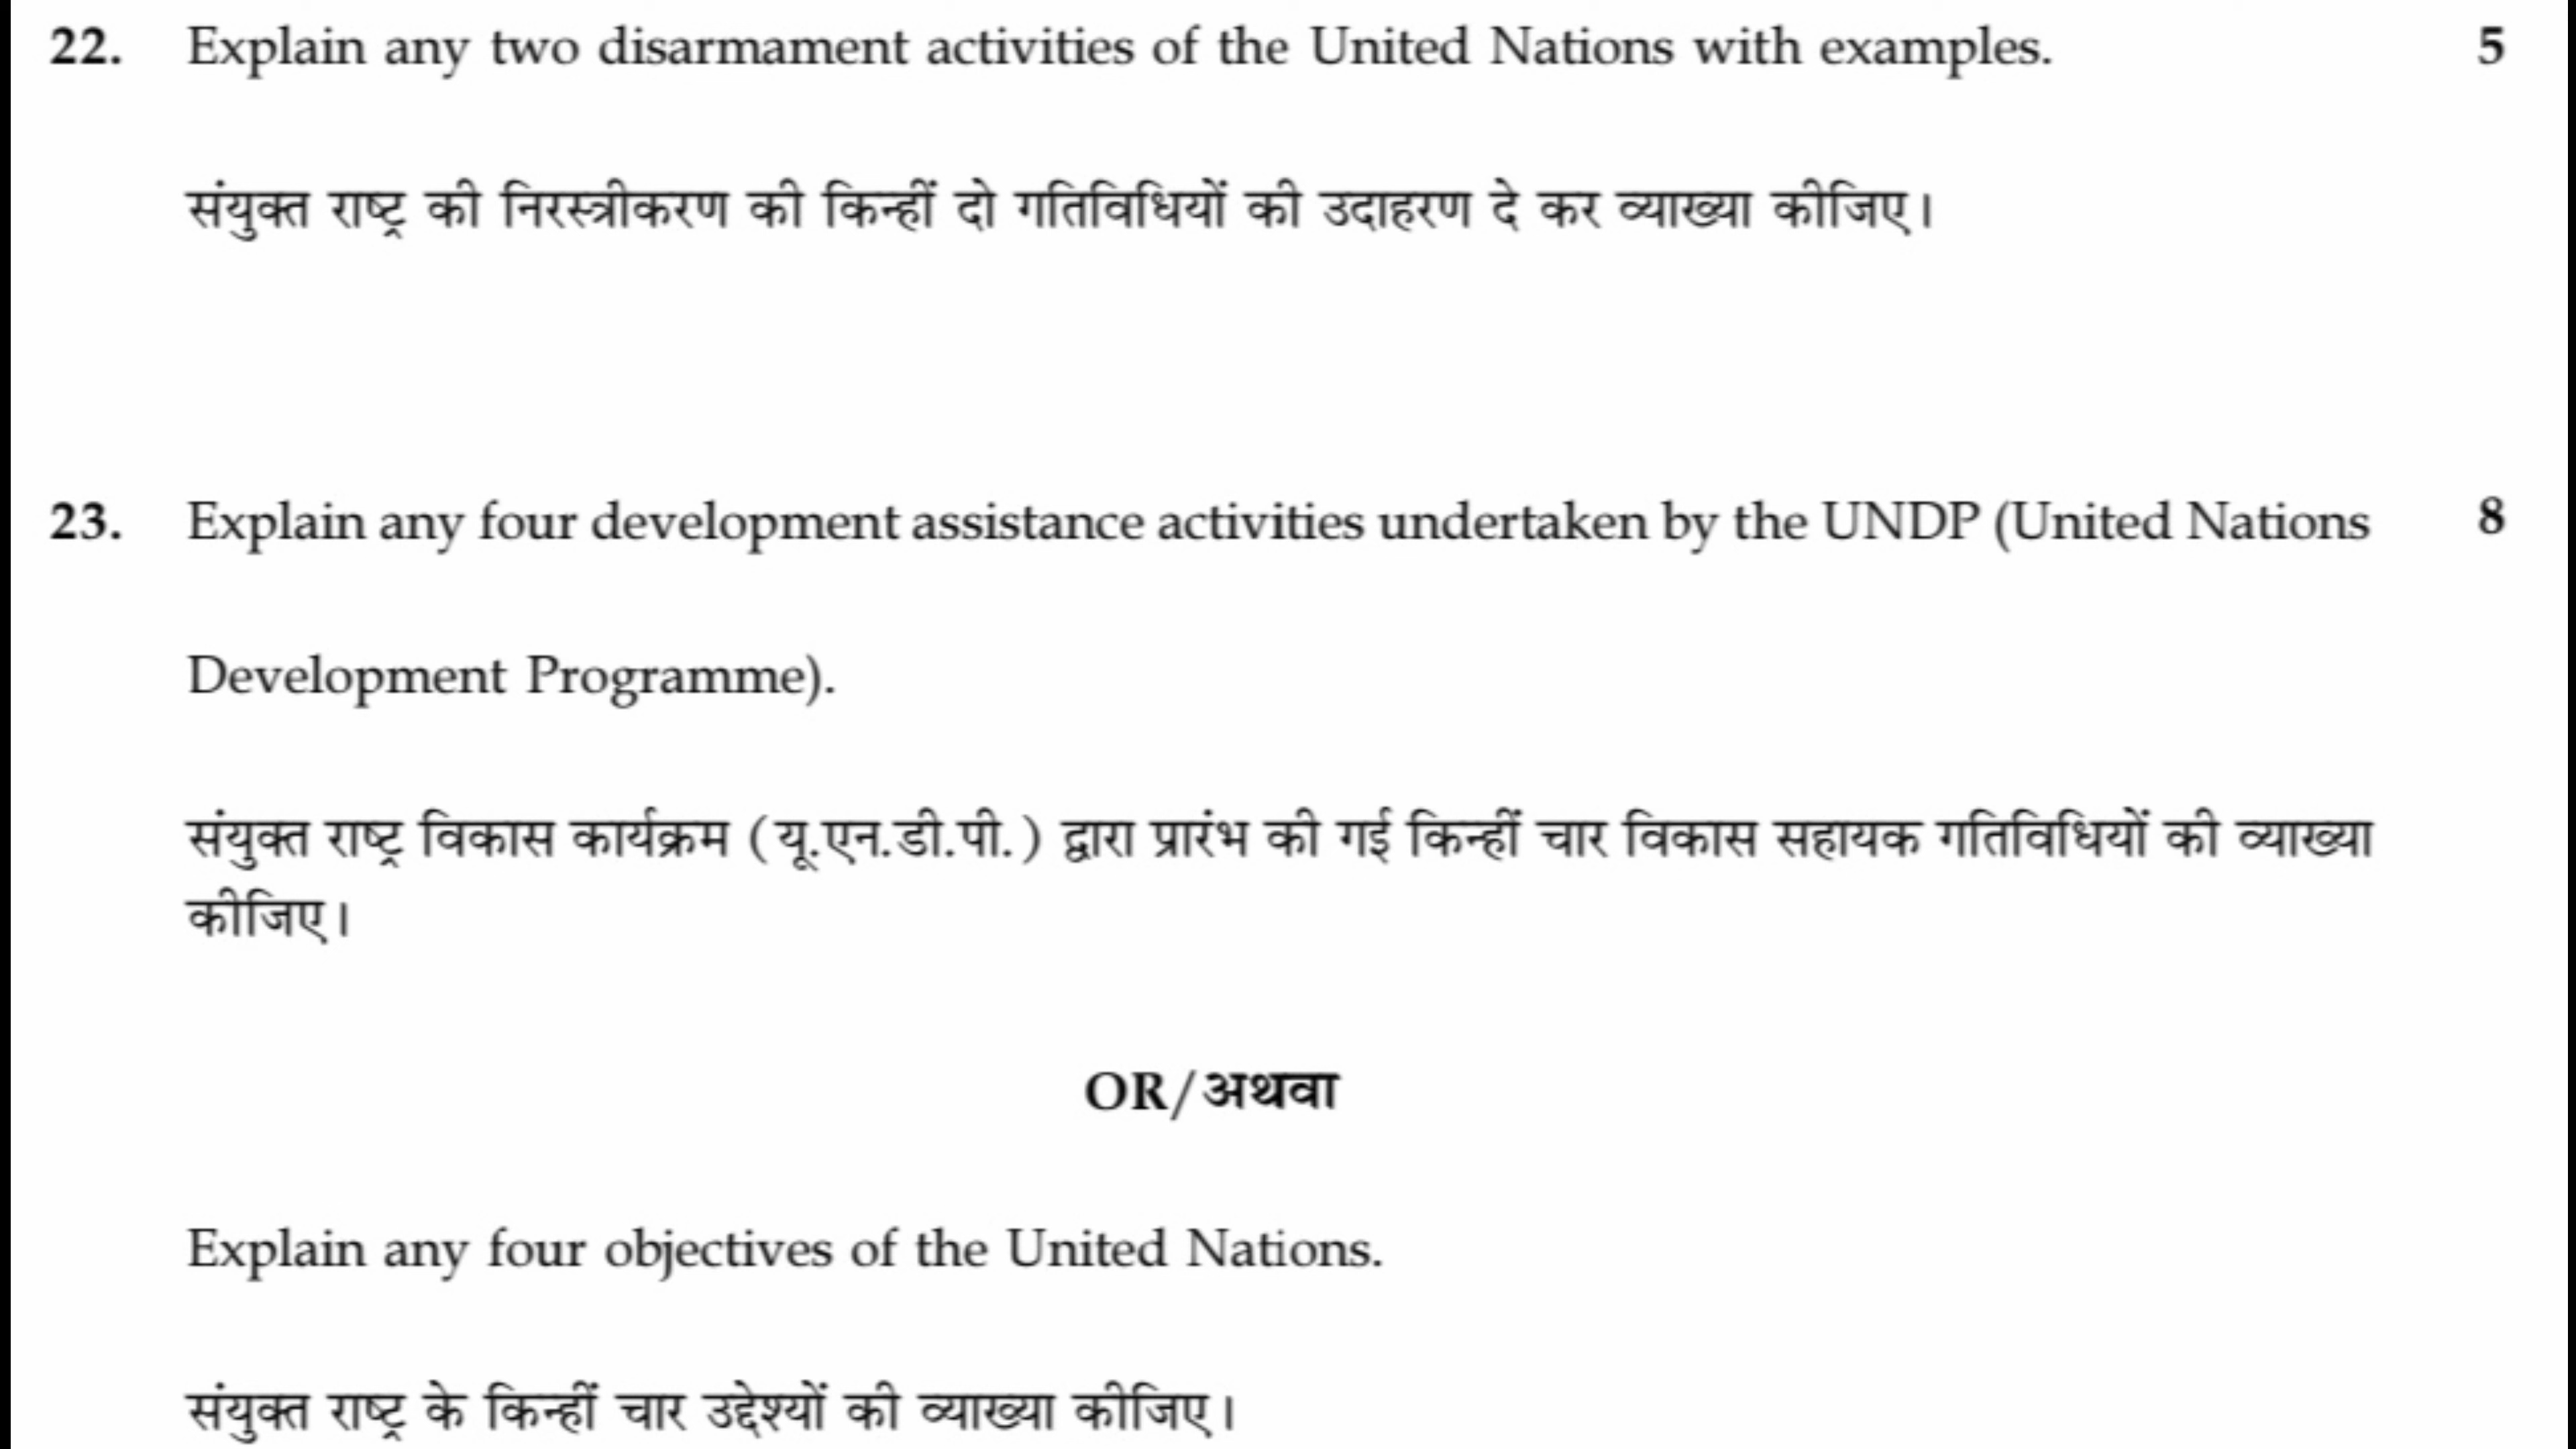 22. Explain any two disarmament activities of the United Nations with examples. 5
संयुक्त राष्ट्र की निरस्त्रीकरण की किन्हीं दो गतिविधियों की उदाहरण दे कर व्याख्या कीजिए।
23. Explain any four development assistance activities undertaken by the UNDP (United Nations 8
Development Programme).
संयुक्त राष्ट्र विकास कार्यक्रम (यू.एन.डी.पी.) द्वारा प्रारंभ की गई किन्हीं चार विकास सहायक गतिविधियों की व्याख्या
कीजिए।
OR/अथवा
Explain any four objectives of the United Nations.
संयुक्त राष्ट्र के किन्हीं चार उद्देश्यों की व्याख्या कीजिए।